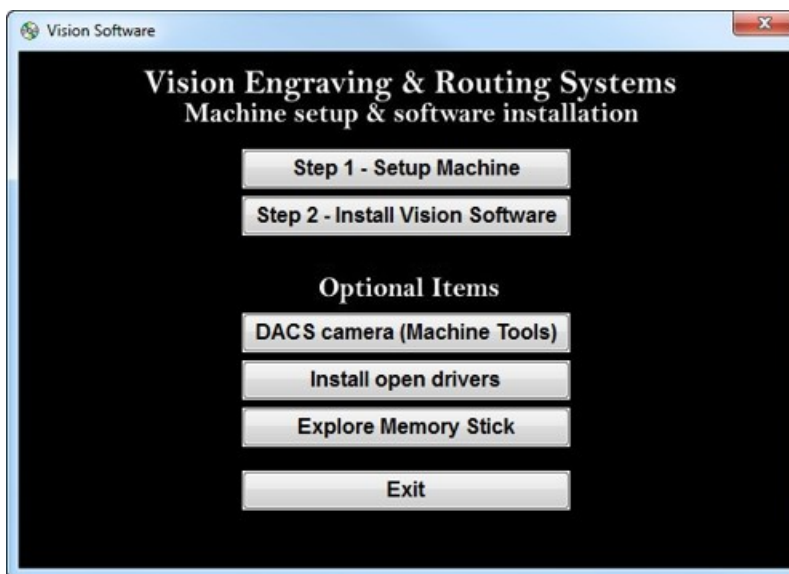 Vision Software
Vision Engraving & Routing Systems
Machine setup & software installation
Step 1 - Setup Machine
Step 2 - Install Vision Software
Optional Items
DACS camera (Machine Tools)
Install open drivers
Explore Memory Stick
Exit